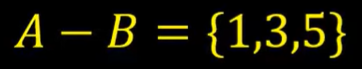 A − B = {1,3,5}